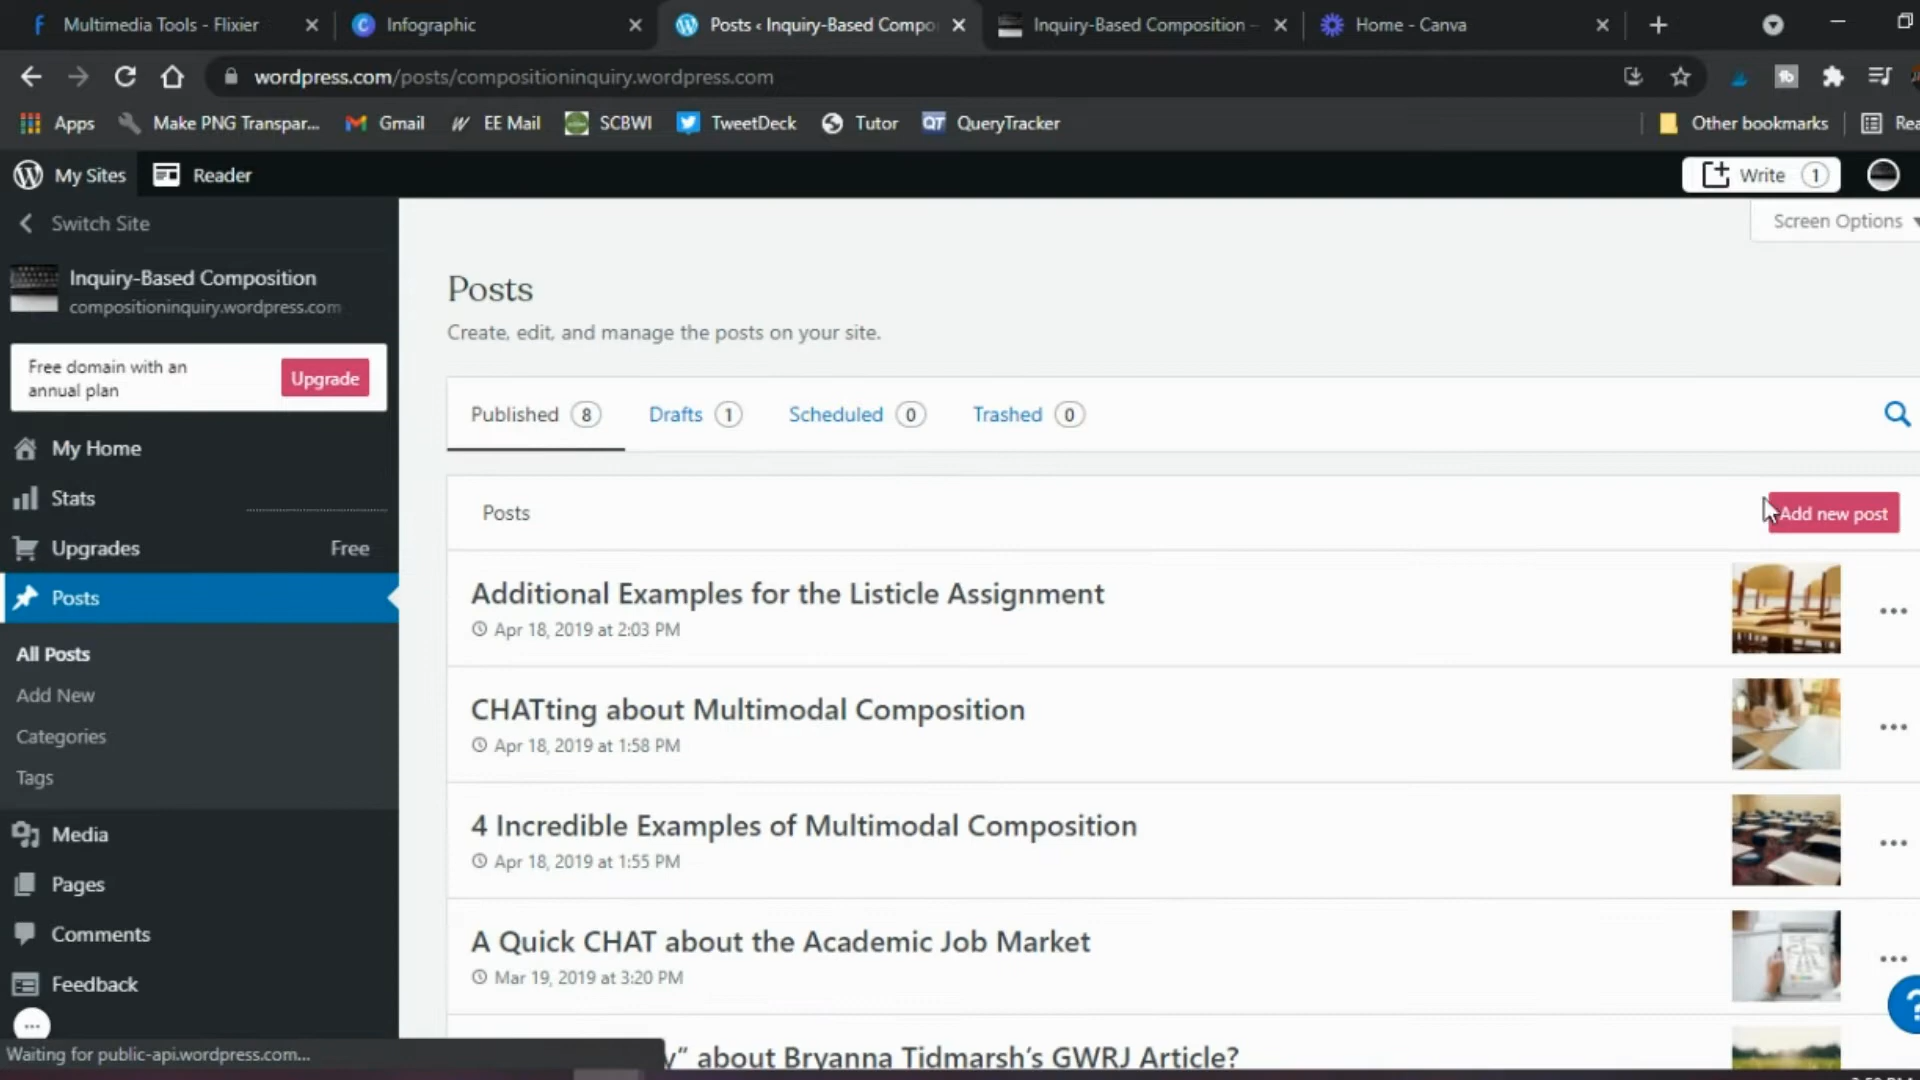 Multimedia Tools - Flixier
Infographic
Posts ‹ Inquiry-Based Compo
Inquiry-Based Composition –
Home - Canva
wordpress.com/posts/compositioninquiry.wordpress.com
Apps
Make PNG Transpar...
Gmail
EE Mail
SCBWI
TweetDeck
Tutor
QT QueryTracker
Other bookmarks
Rea
My Sites
Reader
Write 1
Switch Site
Screen Options
Inquiry-Based Composition
compositioninquiry.wordpress.com
Free domain with an
annual plan
Upgrade
My Home
Stats
Upgrades Free
Posts
All Posts
Add New
Categories
Tags
Media
Pages
Comments
Feedback
Waiting for public-api.wordpress.com...
Posts
Create, edit, and manage the posts on your site.
Published 8
Drafts 1
Scheduled 0
Trashed 0
Posts
Add new post
Additional Examples for the Listicle Assignment
Apr 18, 2019 at 2:03 PM
CHATting about Multimodal Composition
Apr 18, 2019 at 1:58 PM
4 Incredible Examples of Multimodal Composition
Apr 18, 2019 at 1:55 PM
A Quick CHAT about the Academic Job Market
Mar 19, 2019 at 3:20 PM
y” about Bryanna Tidmarsh's GWRJ Article?